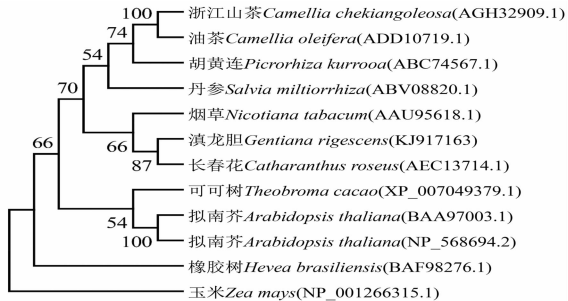 100 浙江山茶Camellia chekiangoleosa(AGH32909.1)
74 油茶Camellia oleifera(ADD10719.1)
54 胡黄连Picrorhiza kurrooa(ABC74567.1)
70 丹参Salvia miltiorrhiza(ABV08820.1)
烟草Nicotiana tabacum(AAU95618.1)
66 66 滇龙胆Gentiana rigescens(KJ917163)
87 长春花Catharanthus roseus(AEC13714.1)
可可树Theobroma cacao(XP_007049379.1)
54 拟南芥Arabidopsis thaliana(BAA97003.1)
100 拟南芥Arabidopsis thaliana(NP_568694.2)
橡胶树Hevea brasiliensis(BAF98276.1)
玉米Zea mays(NP_001266315.1)